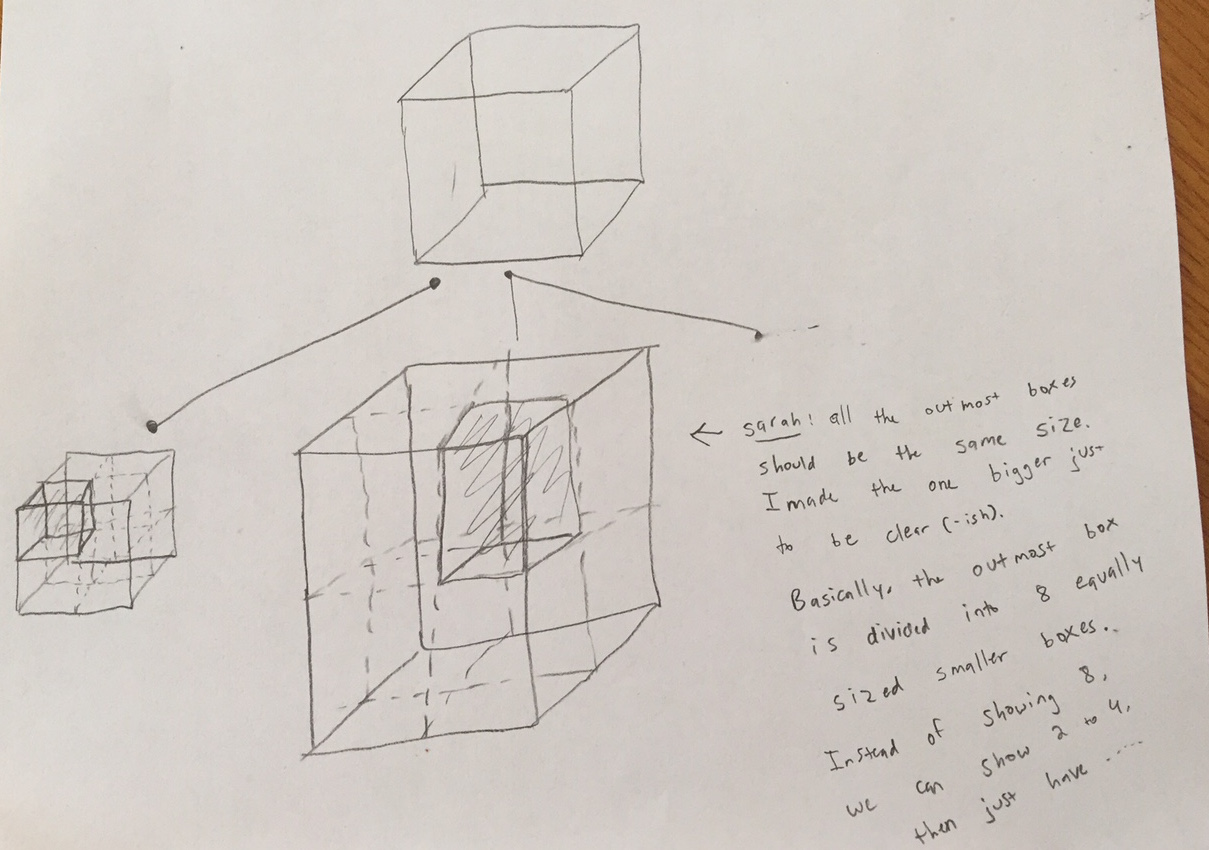 ← sarah: all the outmost boxes
should be the same size.
I made the one bigger just
to be clear (-ish).
Basically, the outmost box
is divided into 8 equally
sized smaller boxes.
Instead of showing 8,
we can show 2 to 4,
then just have .....